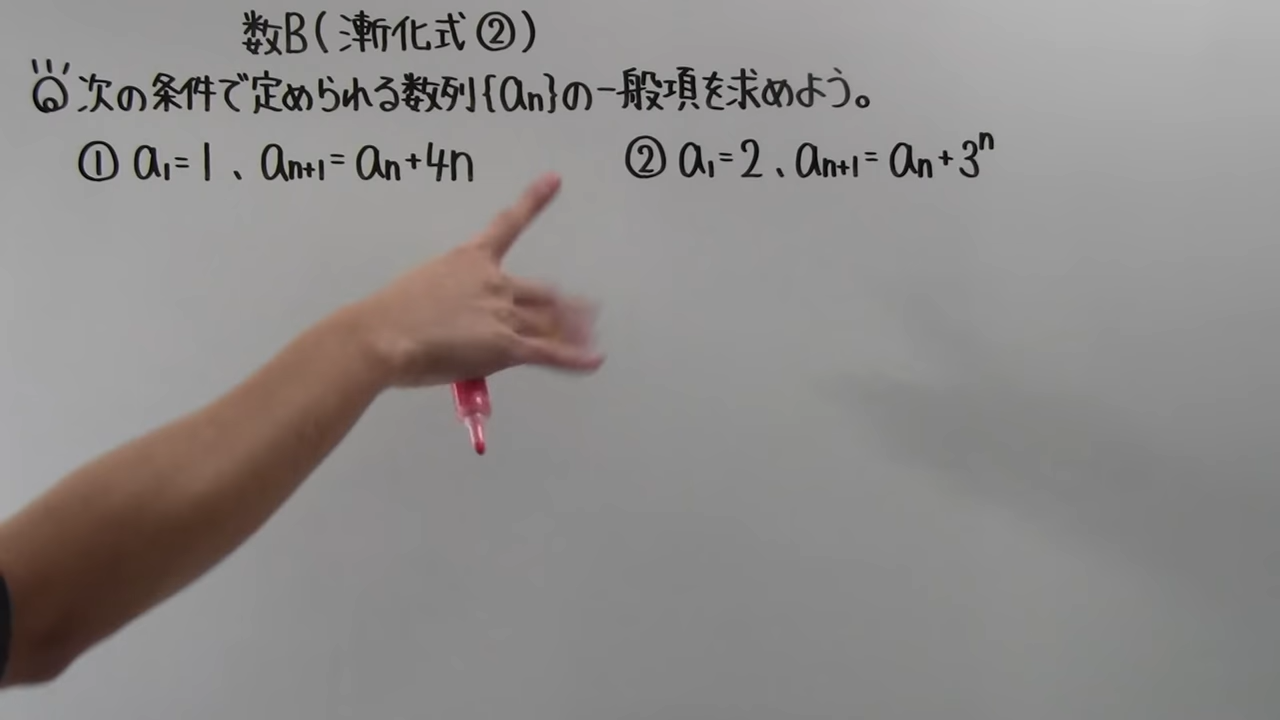 数B(漸化式②)
次の条件で定められる数列{an}の一般項を求めよう。
① a₁=1、aₙ₊₁=aₙ+4n ② a₁=2、aₙ₊₁=aₙ+3ⁿ